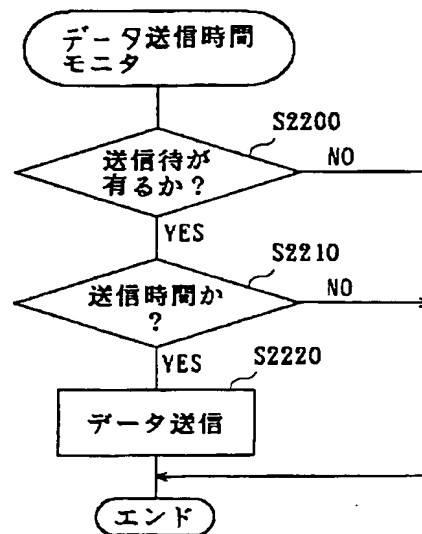 データ送信時間
モニタ
S2200
送信待が
有るか?
NO
YES
S2210
送信時間か
?
NO
YES
S2220
データ送信
エンド